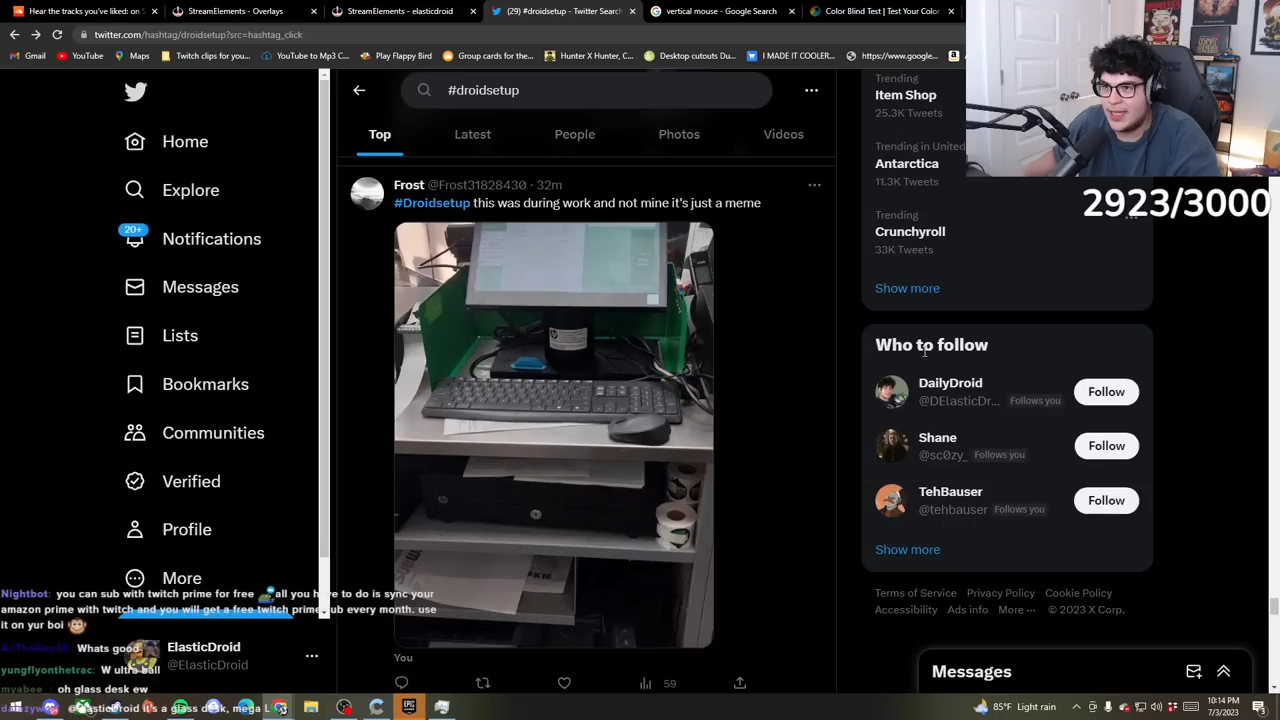 Hear the tracks you've liked: on S
StreamElements - Overlays
StreamElements - elasticdroid
(29) #droidsetup - Twitter Search
vertical mouse - Google Search
Color Blind Test | Test Your Color
twitter.com/hashtag/droidsetup?src=hashtag_click
Gmail
YouTube
Maps
Twitch clips for you...
YouTube to Mp3 C...
Play Flappy Bird
Group cards for the...
Hunter X Hunter, C...
Desktop cutouts Du...
I MADE IT COOLER...
https://www.google...
Home
Explore
20+
Notifications
Messages
Lists
Bookmarks
Communities
Verified
Profile
More
ElasticDroid
@ElasticDroid
#droidsetup
Top
Latest
People
Photos
Videos
Frost @Frost31828430 · 32m
#Droidsetup this was during work and not mine it's just a meme
You
59
Trending
Item Shop
25.3K Tweets
Trending in United
Antarctica
11.3K Tweets
Trending
Crunchyroll
33K Tweets
Show more
2923/3000
Who to follow
DailyDroid
@DElasticDr... Follows you
Follow
Shane
@sc0zy_ Follows you
Follow
TehBauser
@tehbauser Follows you
Follow
Show more
Terms of Service Privacy Policy Cookie Policy
Accessibility Ads info More ··· © 2023 X Corp.
Messages
Nightbot: you can sub with twitch prime for free all you have to do is sync your
amazon prime with twitch and you will get a free twitch prime sub every month. use
it on yur boi
Whats good
yungflyonthetrac: W ultra ball
myabee: oh glass desk ew
ElasticDroid it's a glass desk, mega L
85°F Light rain
10:14 PM
7/3/2023